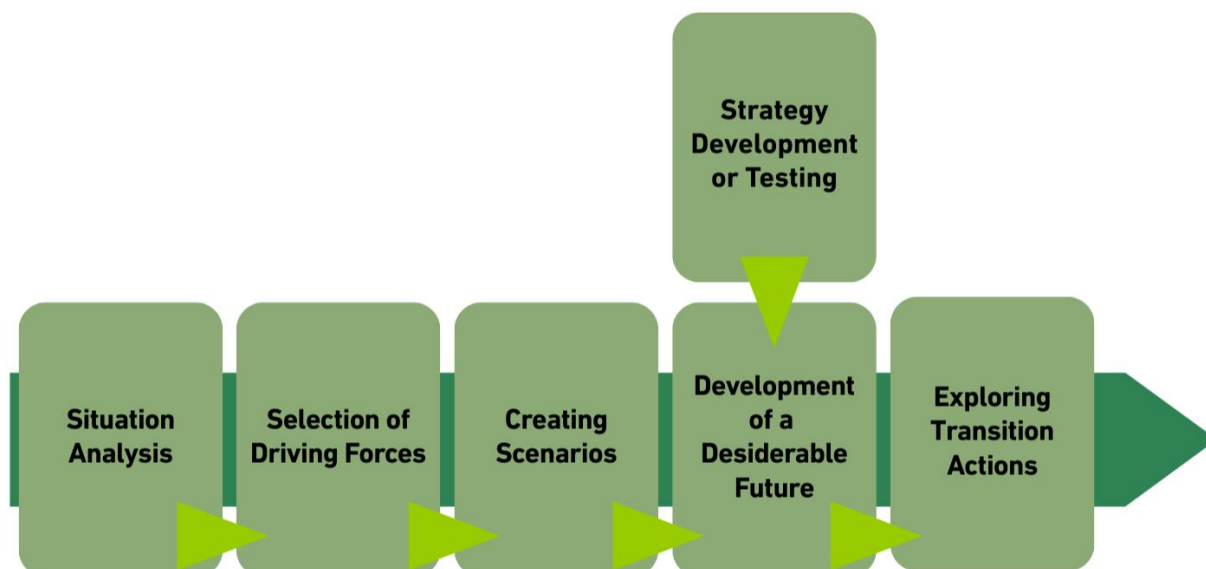 Strategy
Development
or Testing
Situation
Analysis
Selection of
Driving Forces
Creating
Scenarios
Development
of a
Desiderable
Future
Exploring
Transition
Actions